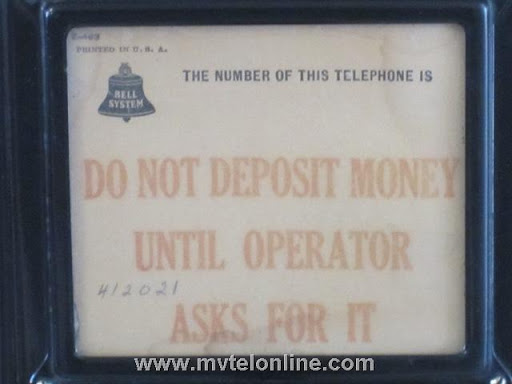 PRINTED IN U. S. A.
BELL
SYSTEM
THE NUMBER OF THIS TELEPHONE IS
DO NOT DEPOSIT MONEY
UNTIL OPERATOR
412021
ASKS FOR IT
www.mvtelonline.com